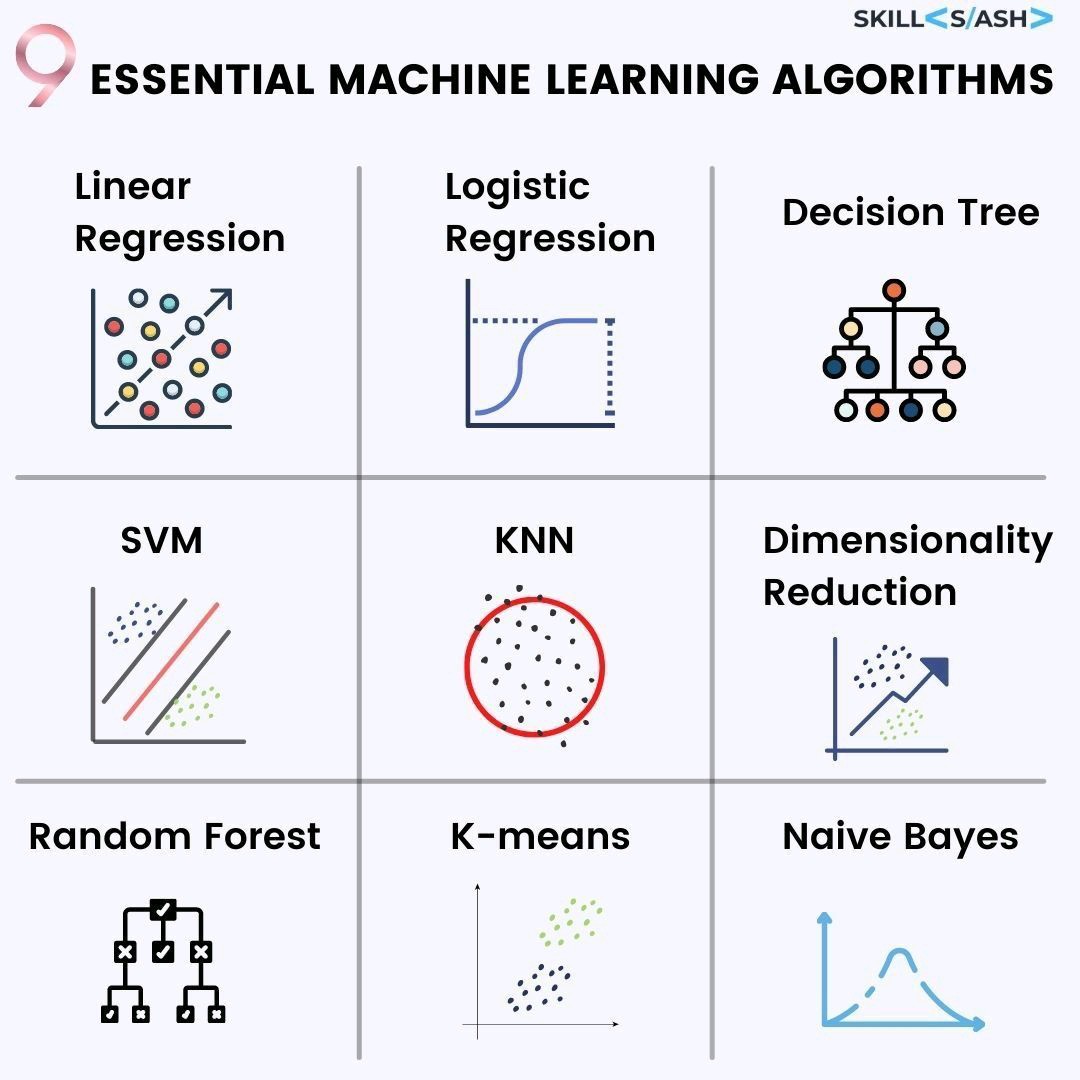 SKILL<S/ASH>
9 ESSENTIAL MACHINE LEARNING ALGORITHMS
Linear
Regression
Logistic
Regression
Decision Tree
SVM
KNN
Dimensionality
Reduction
Random Forest
K-means
Naive Bayes